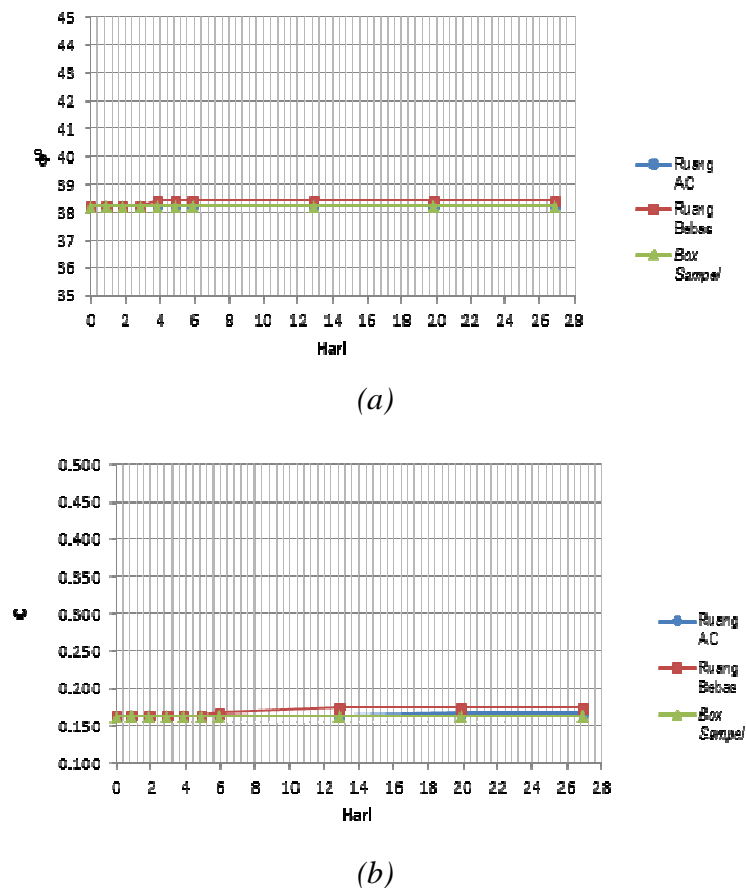 45
44
43
42
41
40
39
38
37
36
35
0 2 4 6 8 10 12 14 16 18 20 22 24 26 28
Hari
Ruang
AC
Ruang
Bebas
Box
Sampel
(a)
0.500
0.450
0.400
0.350
0.300
0.250
0.200
0.150
0.100
0 2 4 6 8 10 12 14 16 18 20 22 24 26 28
Hari
Ruang
AC
Ruang
Bebas
Box
Sampel
(b)